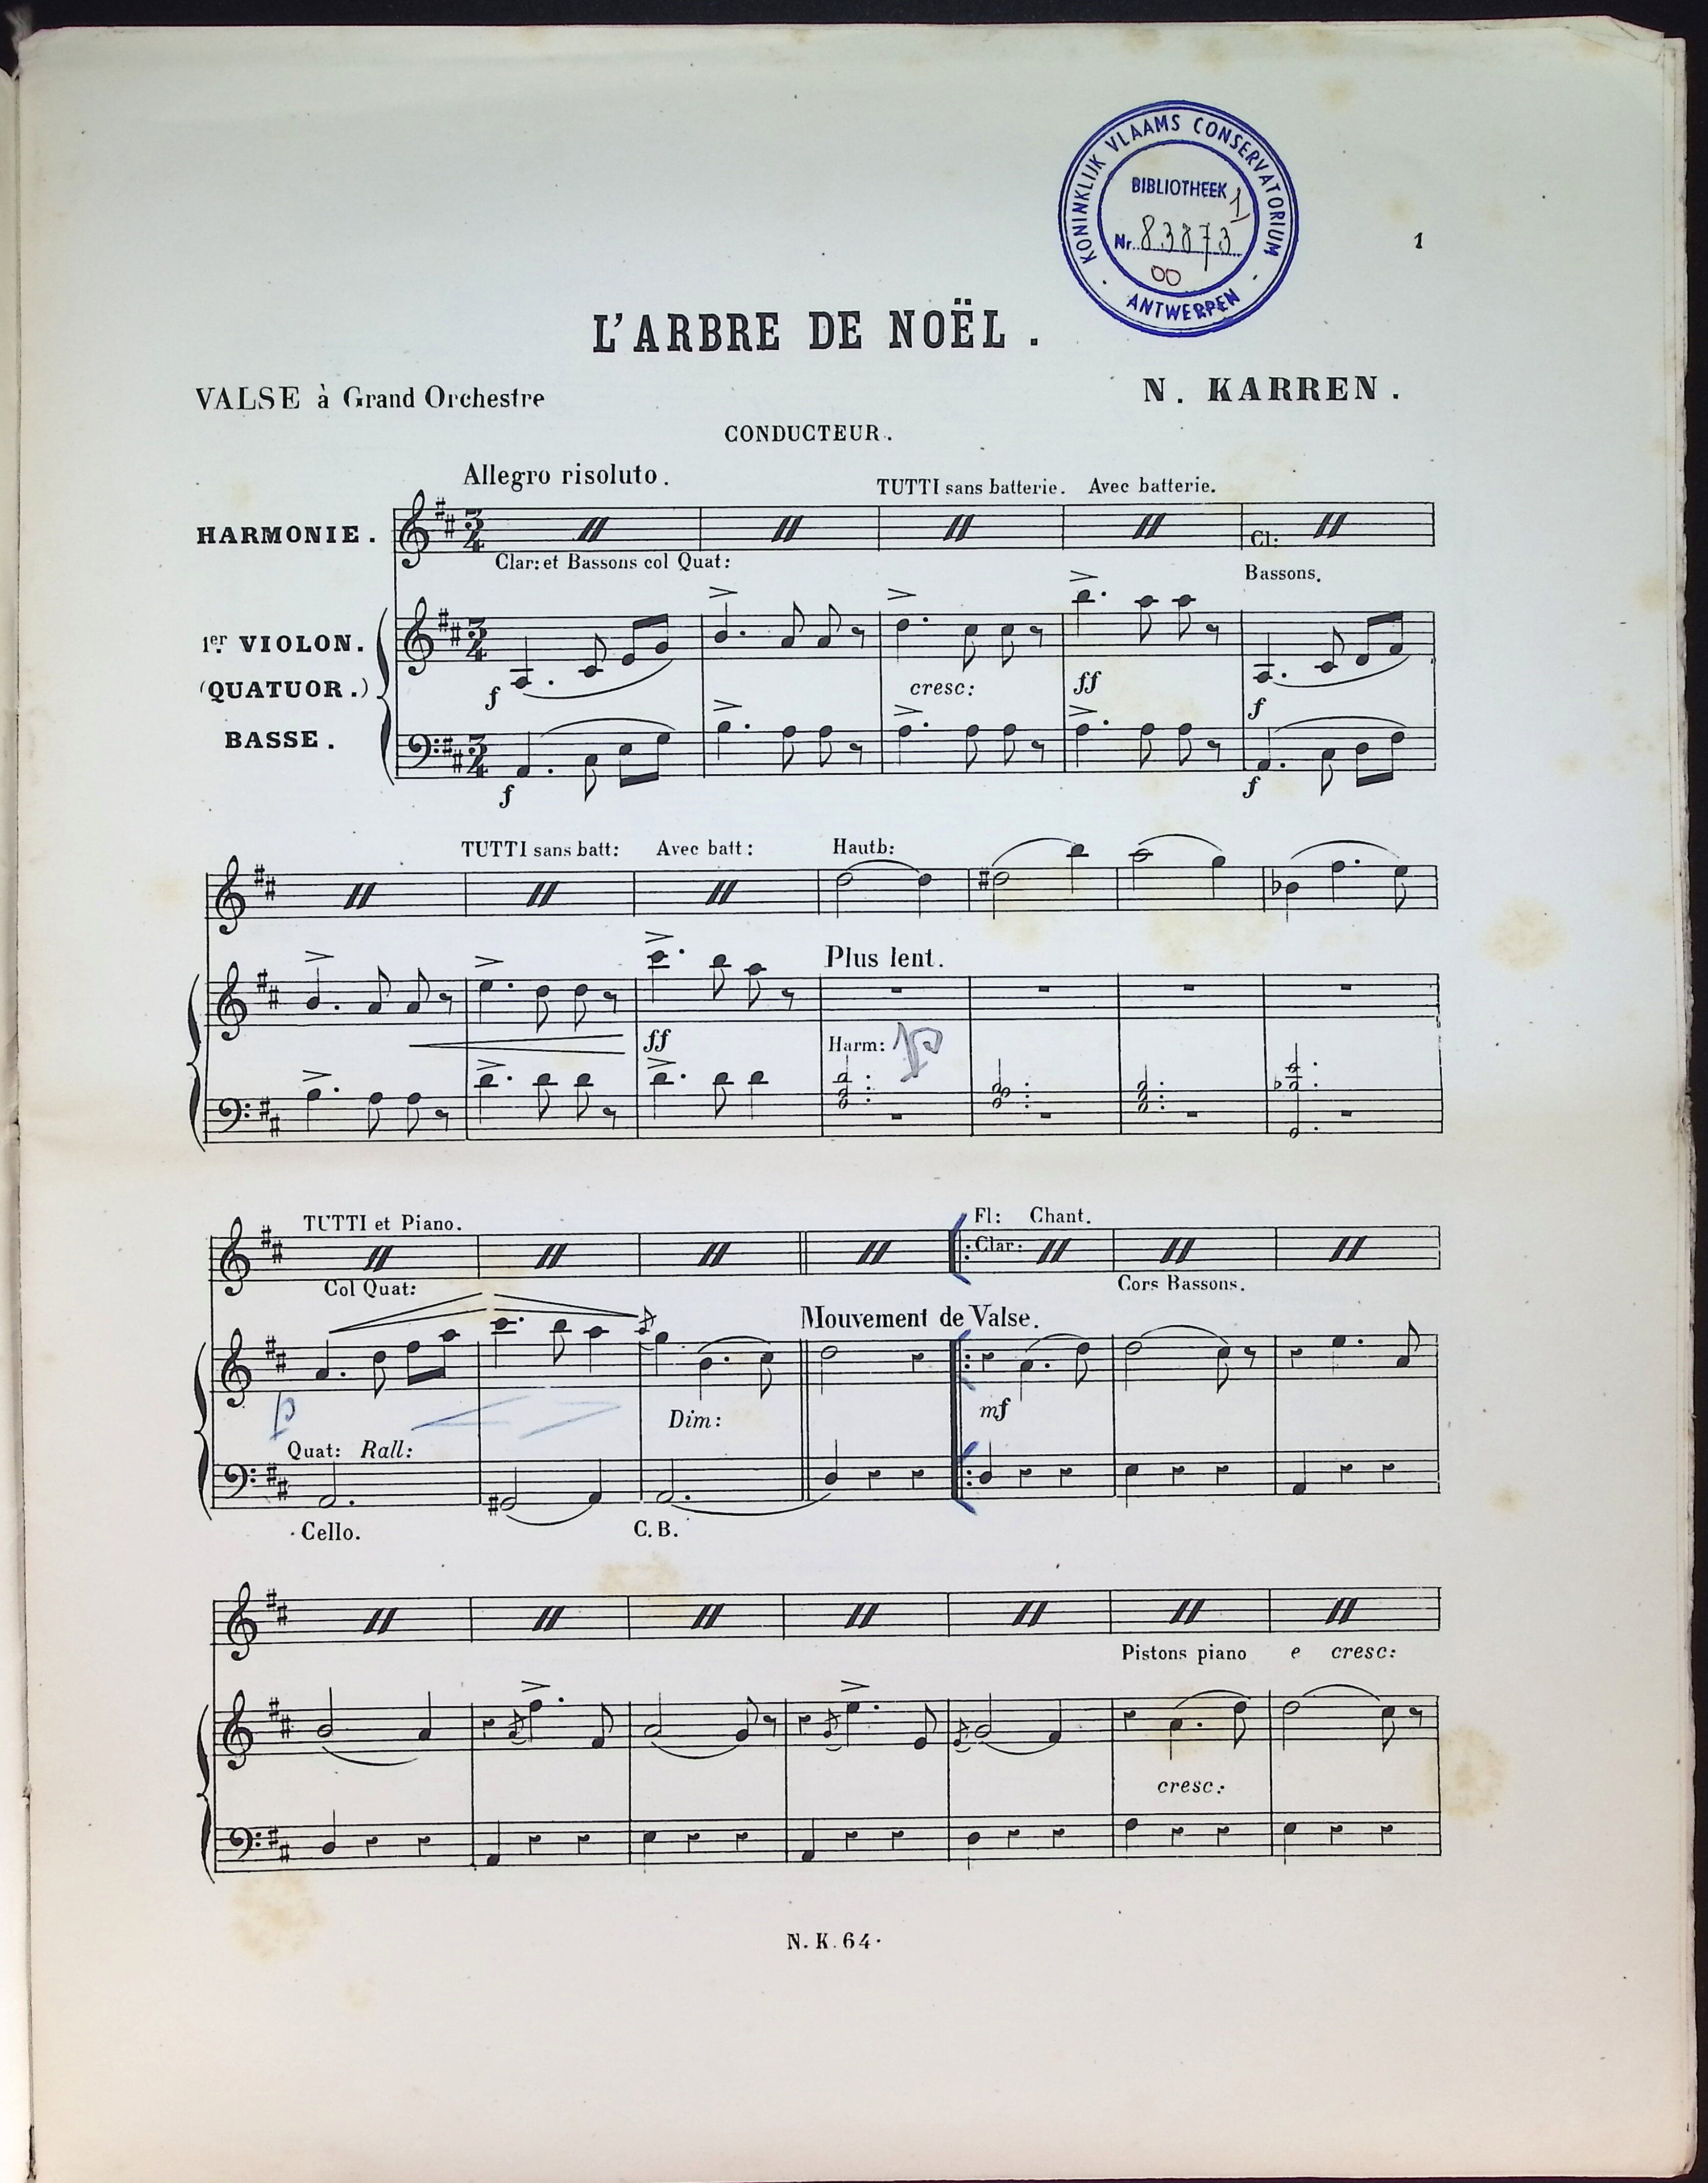 KONINKLIJK VLAAMS CONSERVATORIUM
BIBLIOTHEEK 1
Nr. 83873
00
ANTWERPEN
1
L'ARBRE DE NOËL.
VALSE à Grand Orchestre
N. KARREN.
CONDUCTEUR.
Allegro risoluto.
TUTTI sans batterie. Avec batterie.
HARMONIE.
Cl:
Clar: et Bassons col Quat:
Bassons.
1er VIOLON.
(QUATUOR.)
f cresc: ff f
BASSE.
f f
TUTTI sans batt: Avec batt: Hautb:
Plus lent.
ff Harm: p
TUTTI et Piano. Fl: Chant.
Clar:
Col Quat: Cors Bassons.
Mouvement de Valse.
p Dim: mf
Quat: Rall:
Cello. C.B.
Pistons piano e cresc:
cresc:
N.K.64.